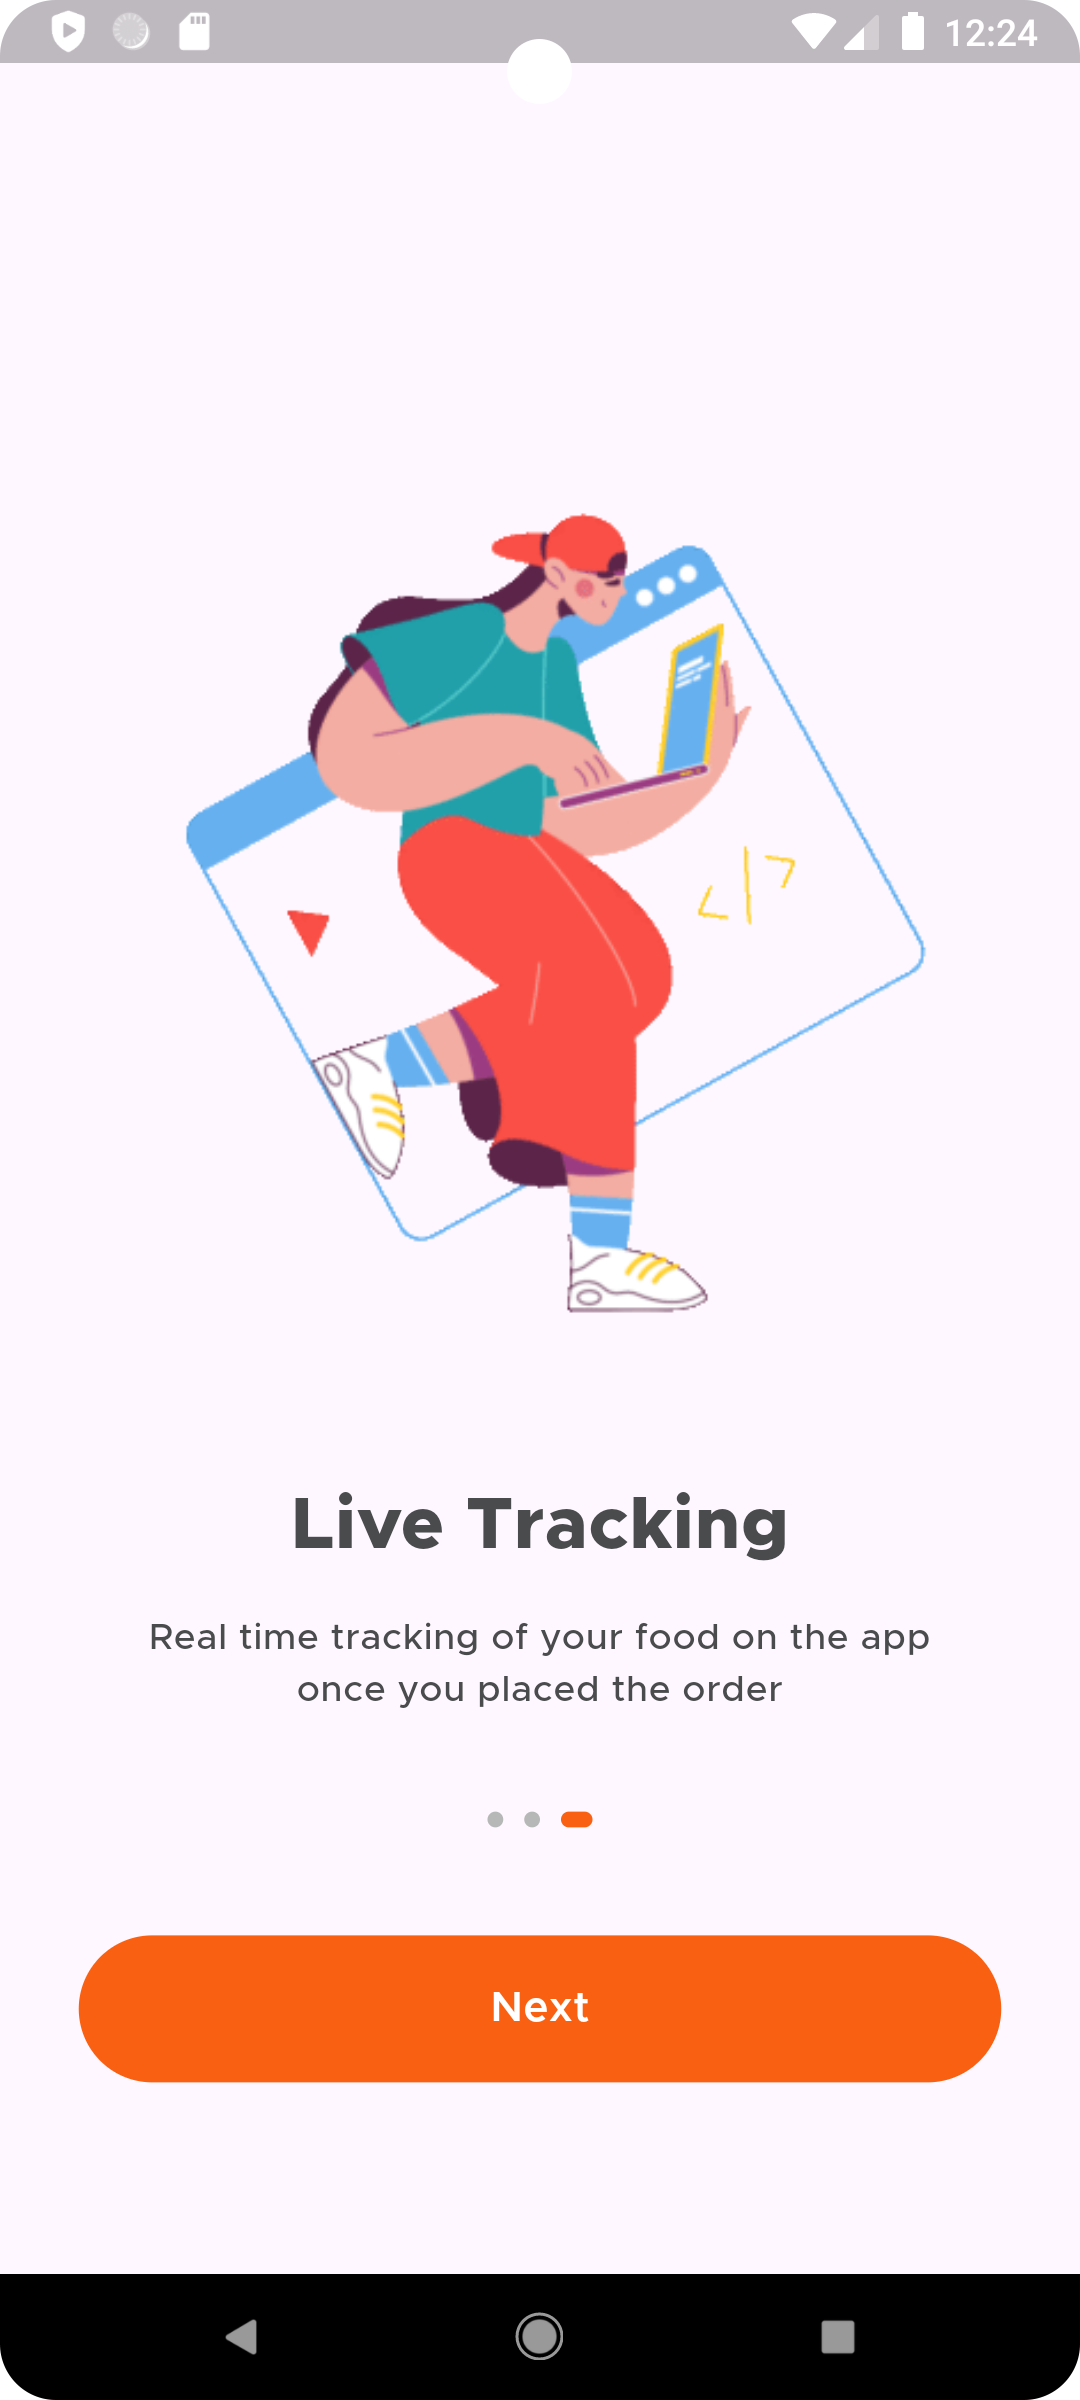 12:24
</>
Live Tracking
Real time tracking of your food on the app
once you placed the order
Next